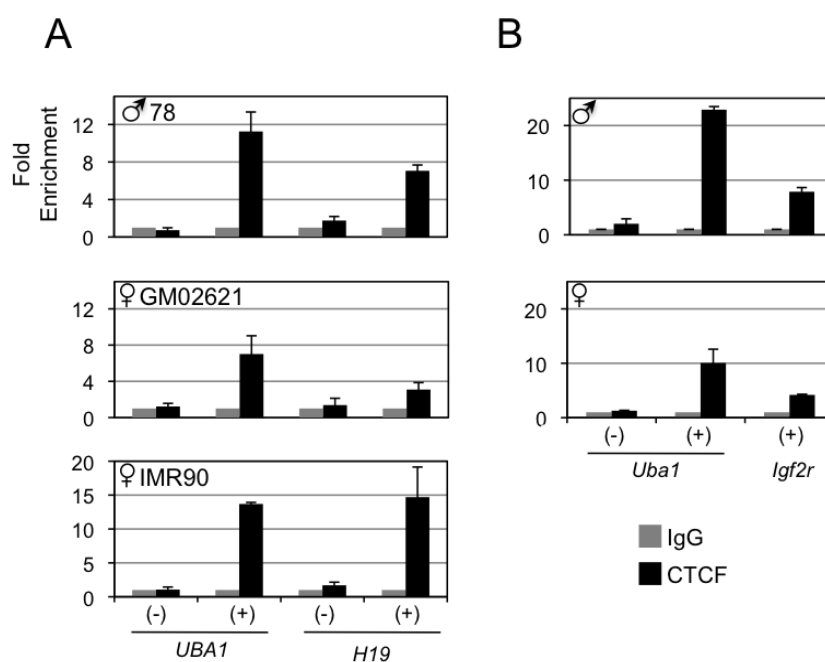 A
B
Fold
Enrichment
♂ 78
12
8
4
0
♀ GM02621
12
8
4
0
♀ IMR90
20
15
10
5
0
(-) (+) (-) (+)
UBA1 H19
♂
20
10
0
♀
20
10
0
(-) (+) (+)
Uba1 Igf2r
IgG
CTCF